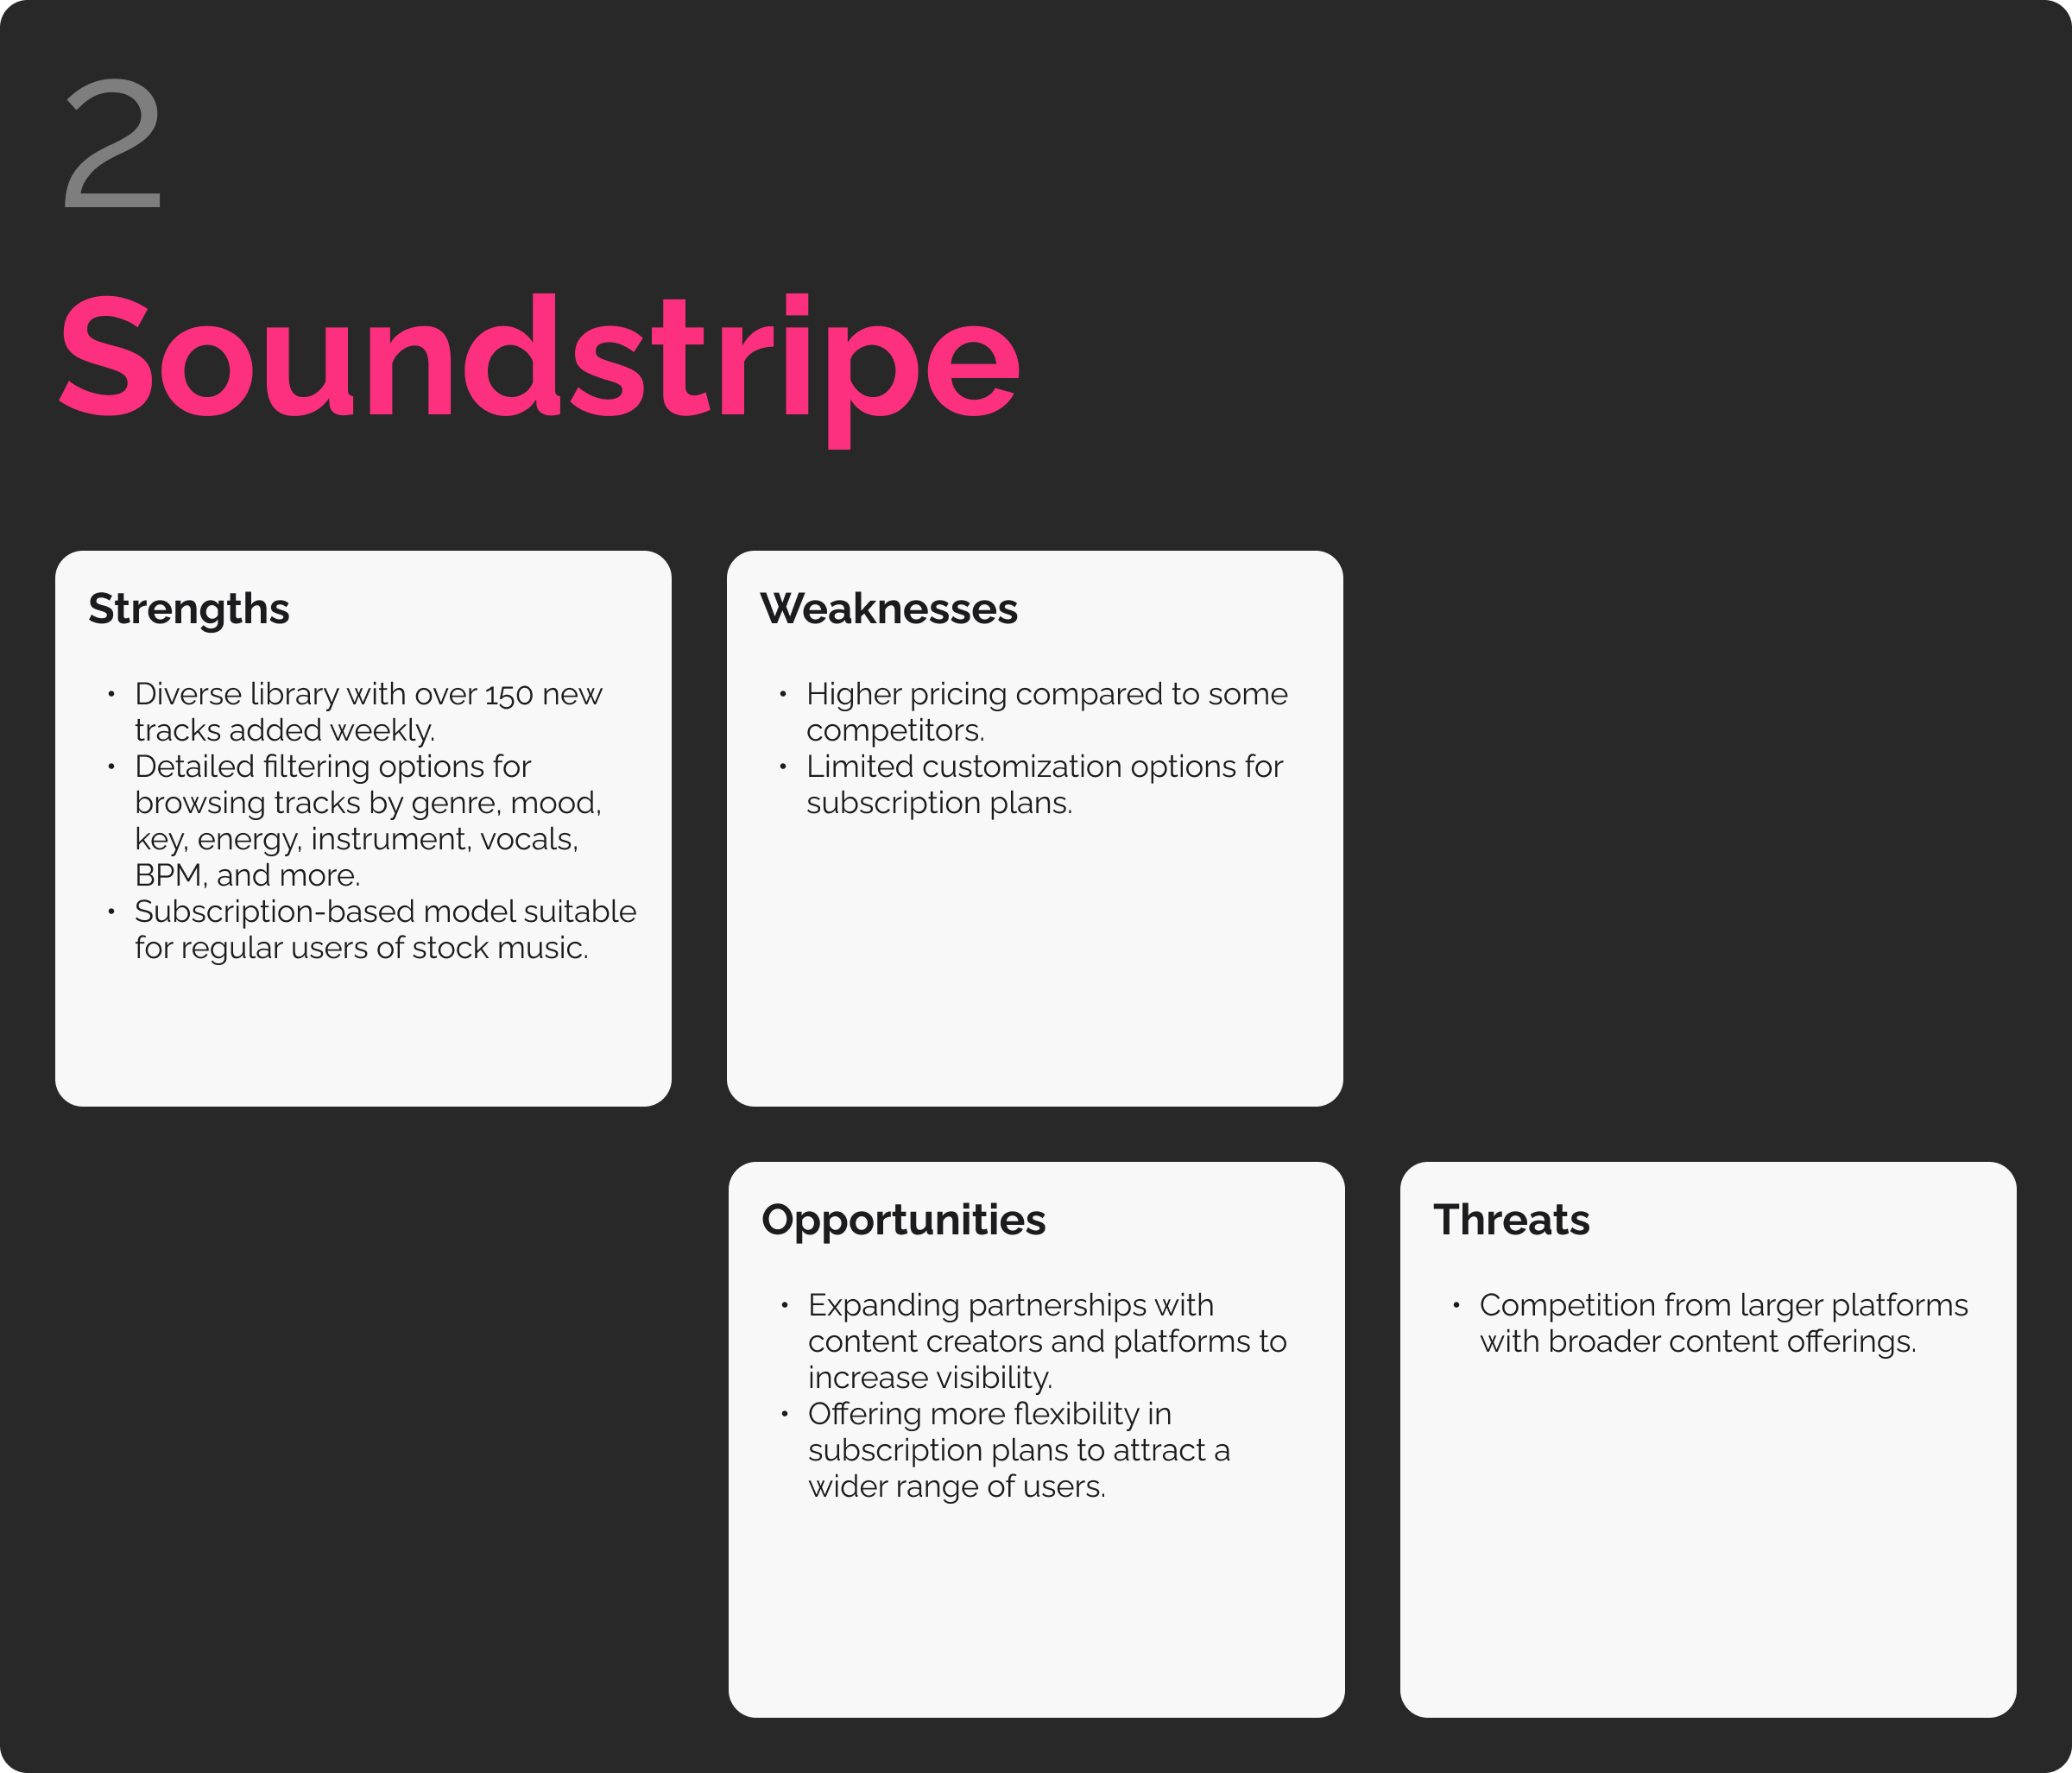 2
Soundstripe
Strengths
• Diverse library with over 150 new
tracks added weekly.
• Detailed filtering options for
browsing tracks by genre, mood,
key, energy, instrument, vocals,
BPM, and more.
• Subscription-based model suitable
for regular users of stock music.
Weaknesses
• Higher pricing compared to some
competitors.
• Limited customization options for
subscription plans.
Opportunities
• Expanding partnerships with
content creators and platforms to
increase visibility.
• Offering more flexibility in
subscription plans to attract a
wider range of users.
Threats
• Competition from larger platforms
with broader content offerings.